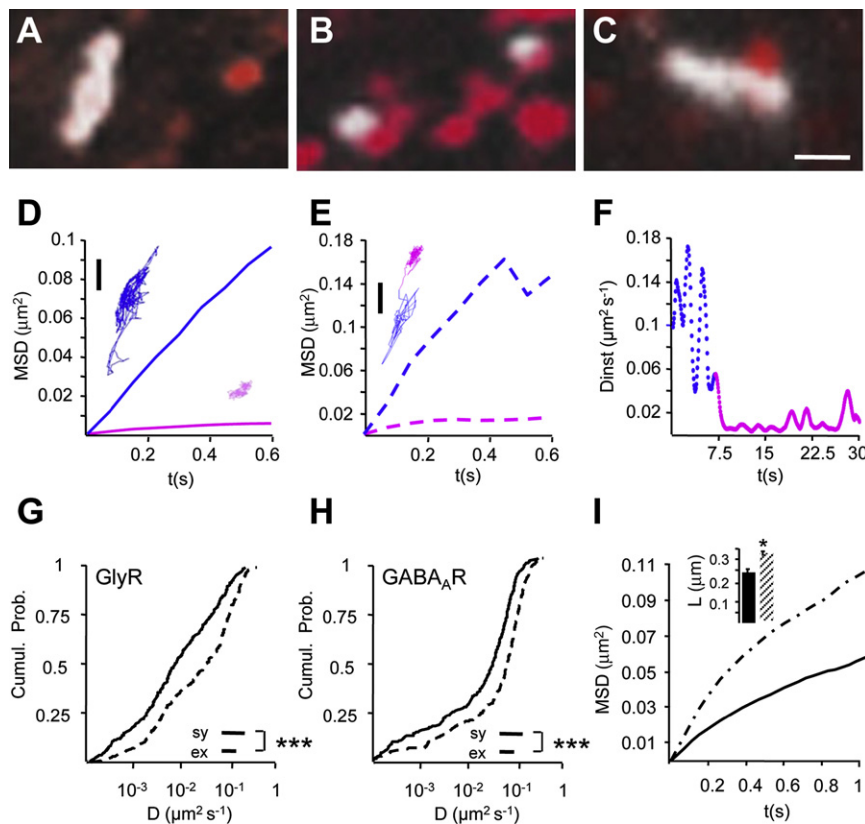 A
B
C
D
E
F
0.1
0.08
0.06
0.04
0.02
MSD (μm²)
0.2
0.4
0.6
t(s)
0.18
0.14
0.1
0.06
0.02
MSD (μm²)
0.2
0.4
0.6
t(s)
0.18
0.14
0.1
0.06
0.02
Dinst (μm² s⁻¹)
7.5
15
22.5
30
t(s)
G
H
I
GlyR
1
0.75
0.5
0.25
Cumul. Prob.
sy
ex
***
10⁻³
10⁻²
10⁻¹
1
D (μm² s⁻¹)
GABA_AR
1
0.75
0.5
0.25
Cumul. Prob.
sy
ex
***
10⁻³
10⁻²
10⁻¹
1
D (μm² s⁻¹)
0.11
0.09
0.07
0.05
0.03
0.01
MSD (μm²)
L (μm)
0.3
0.2
0.1
*
0.2
0.4
0.6
0.8
1
t(s)